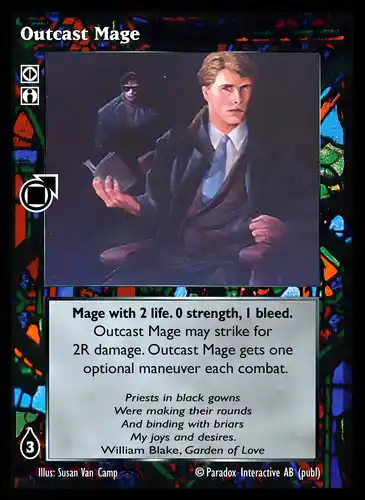 Outcast Mage
Mage with 2 life. 0 strength, 1 bleed.
Outcast Mage may strike for
2R damage. Outcast Mage gets one
optional maneuver each combat.
Priests in black gowns
Were making their rounds
And binding with briars
My joys and desires.
William Blake, Garden of Love
3
Illus: Susan Van Camp
© Paradox Interactive AB (publ)